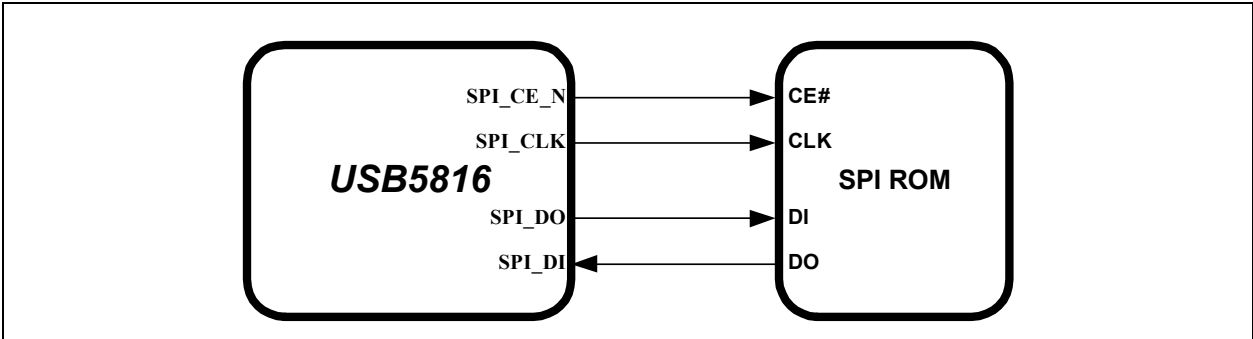 SPI_CE_N CE#
SPI_CLK CLK
USB5816 SPI ROM
SPI_DO DI
SPI_DI DO